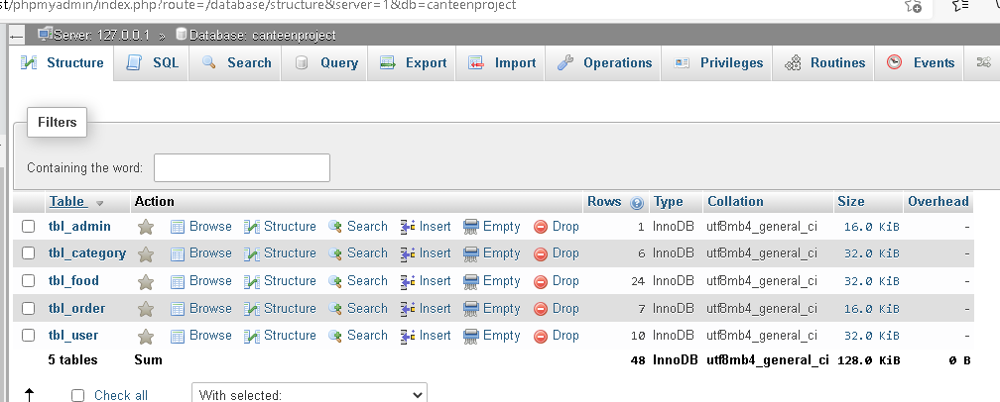 st/phpmyadmin/index.php?route=/database/structure&server=1&db=canteenproject
Server: 127.0.0.1 » Database: canteenproject
Structure SQL Search Query Export Import Operations Privileges Routines Events
Filters
Containing the word:
Table Action Rows Type Collation Size Overhead
tbl_admin Browse Structure Search Insert Empty Drop 1 InnoDB utf8mb4_general_ci 16.0 KiB -
tbl_category Browse Structure Search Insert Empty Drop 6 InnoDB utf8mb4_general_ci 32.0 KiB -
tbl_food Browse Structure Search Insert Empty Drop 24 InnoDB utf8mb4_general_ci 32.0 KiB -
tbl_order Browse Structure Search Insert Empty Drop 7 InnoDB utf8mb4_general_ci 16.0 KiB -
tbl_user Browse Structure Search Insert Empty Drop 10 InnoDB utf8mb4_general_ci 32.0 KiB -
5 tables Sum 48 InnoDB utf8mb4_general_ci 128.0 KiB 0 B
Check all With selected: